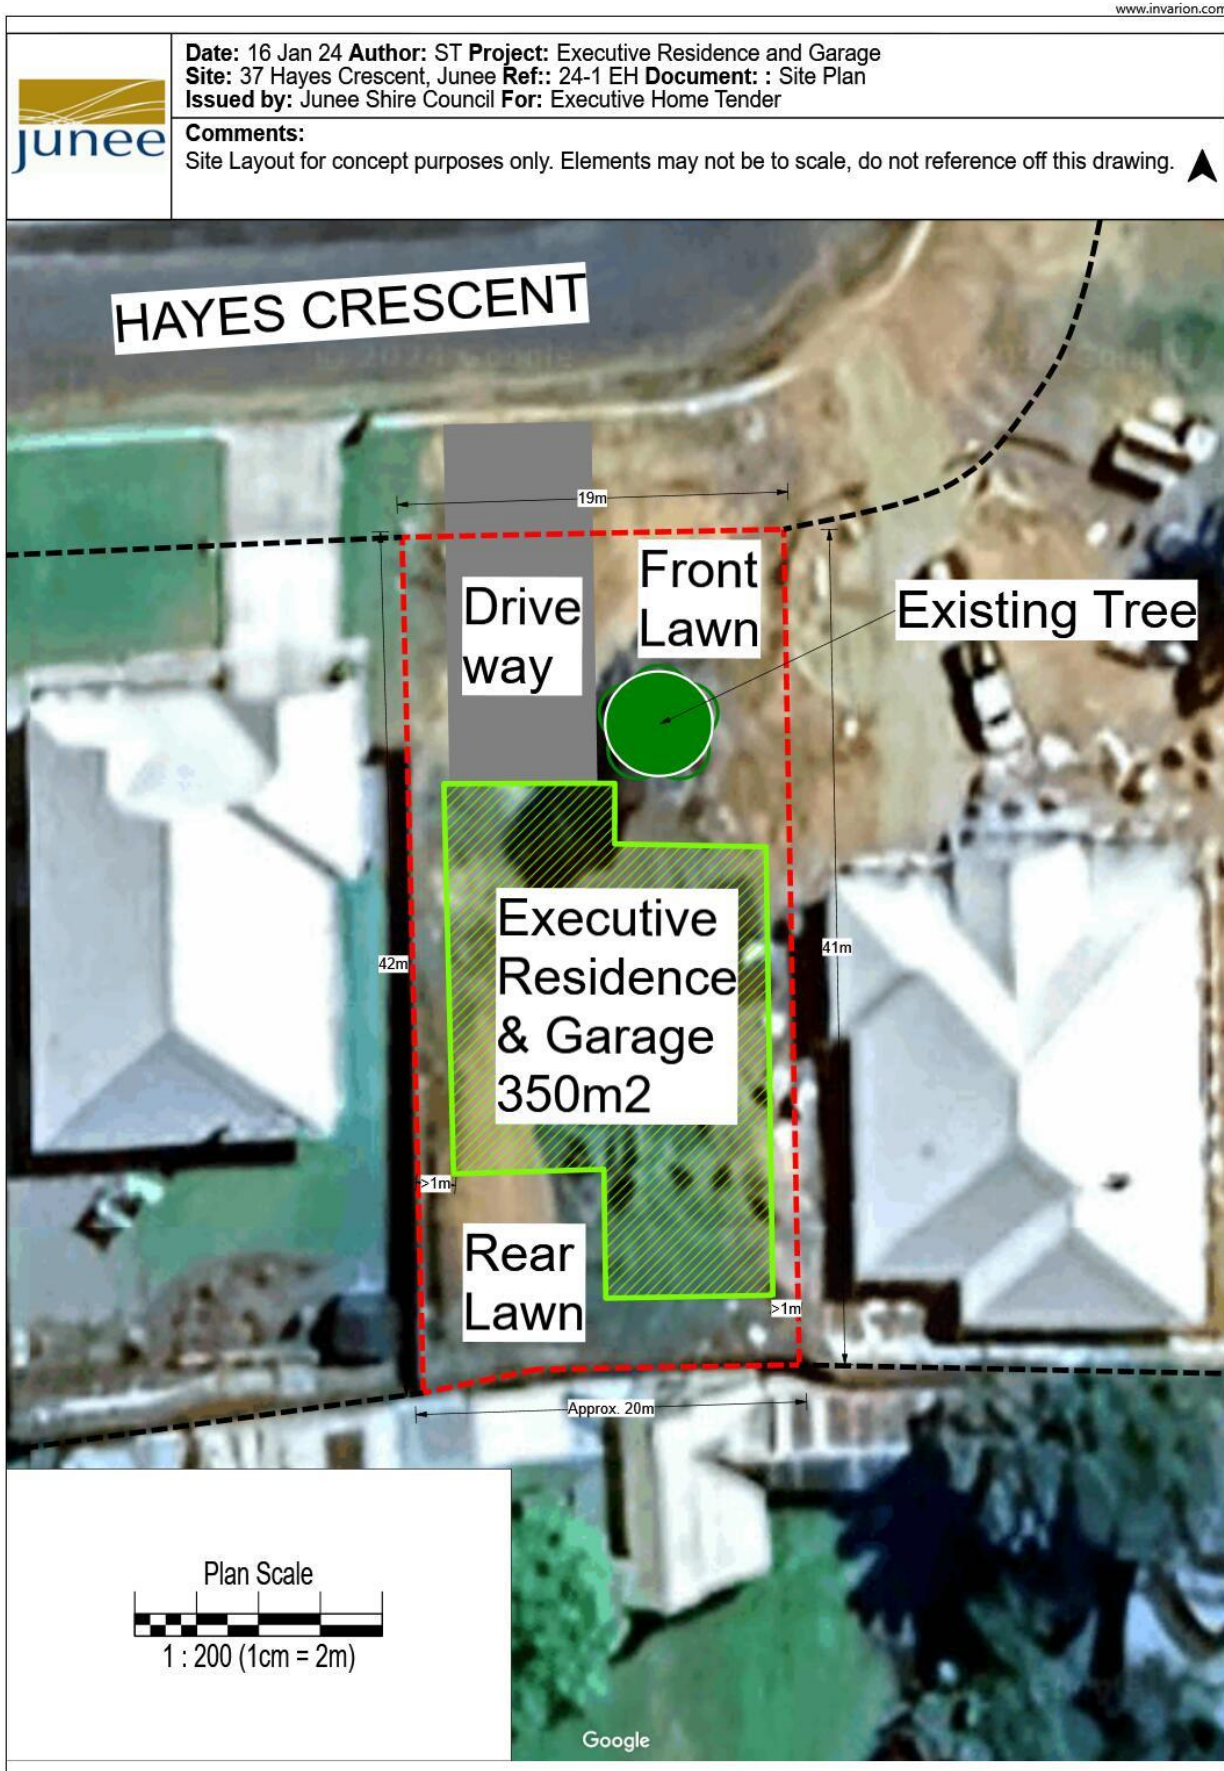 www.invarion.com
junee
Date: 16 Jan 24 Author: ST Project: Executive Residence and Garage
Site: 37 Hayes Crescent, Junee Ref:: 24-1 EH Document: : Site Plan
Issued by: Junee Shire Council For: Executive Home Tender
Comments:
Site Layout for concept purposes only. Elements may not be to scale, do not reference off this drawing.
HAYES CRESCENT
19m
Drive
way
Front
Lawn
Existing Tree
Executive
Residence
& Garage
350m2
42m
41m
>1m
Rear
Lawn
>1m
Approx. 20m
Plan Scale
1 : 200 (1cm = 2m)
Google